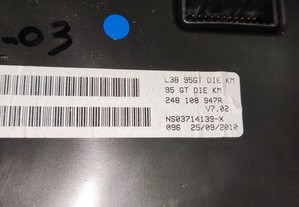 -03
L38 95GT DIE KM
95 GT DIE KM
248 108 947R
V7.02
NS03714139-X
096 25/09/2010